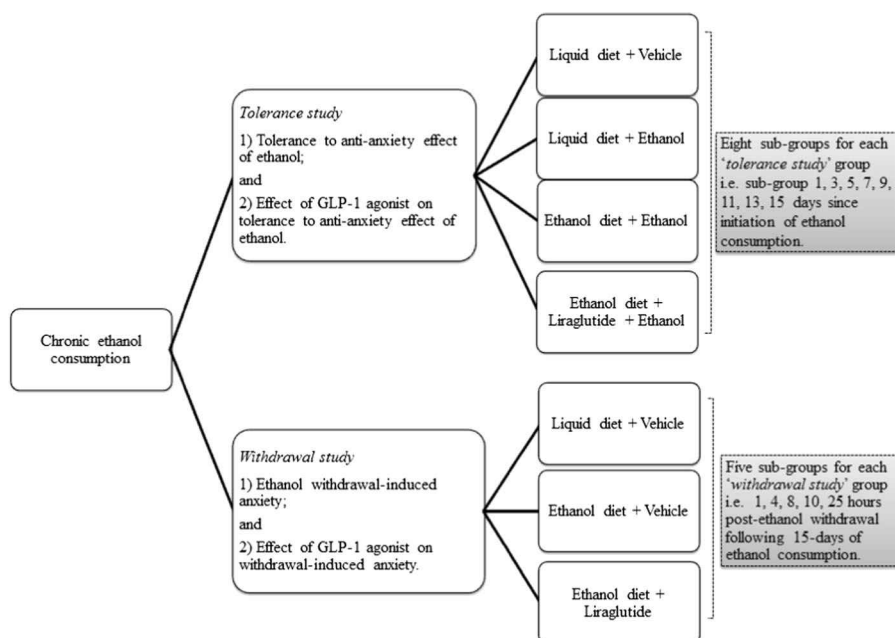 Chronic ethanol
consumption
Tolerance study
1) Tolerance to anti-anxiety effect
of ethanol;
and
2) Effect of GLP-1 agonist on
tolerance to anti-anxiety effect of
ethanol.
Liquid diet + Vehicle
Liquid diet + Ethanol
Ethanol diet + Ethanol
Ethanol diet +
Liraglutide + Ethanol
Eight sub-groups for each
‘tolerance study’ group
i.e. sub-group 1, 3, 5, 7, 9,
11, 13, 15 days since
initiation of ethanol
consumption.
Withdrawal study
1) Ethanol withdrawal-induced
anxiety;
and
2) Effect of GLP-1 agonist on
withdrawal-induced anxiety.
Liquid diet + Vehicle
Ethanol diet + Vehicle
Ethanol diet +
Liraglutide
Five sub-groups for each
‘withdrawal study’ group
i.e. 1, 4, 8, 10, 25 hours
post-ethanol withdrawal
following 15-days of
ethanol consumption.